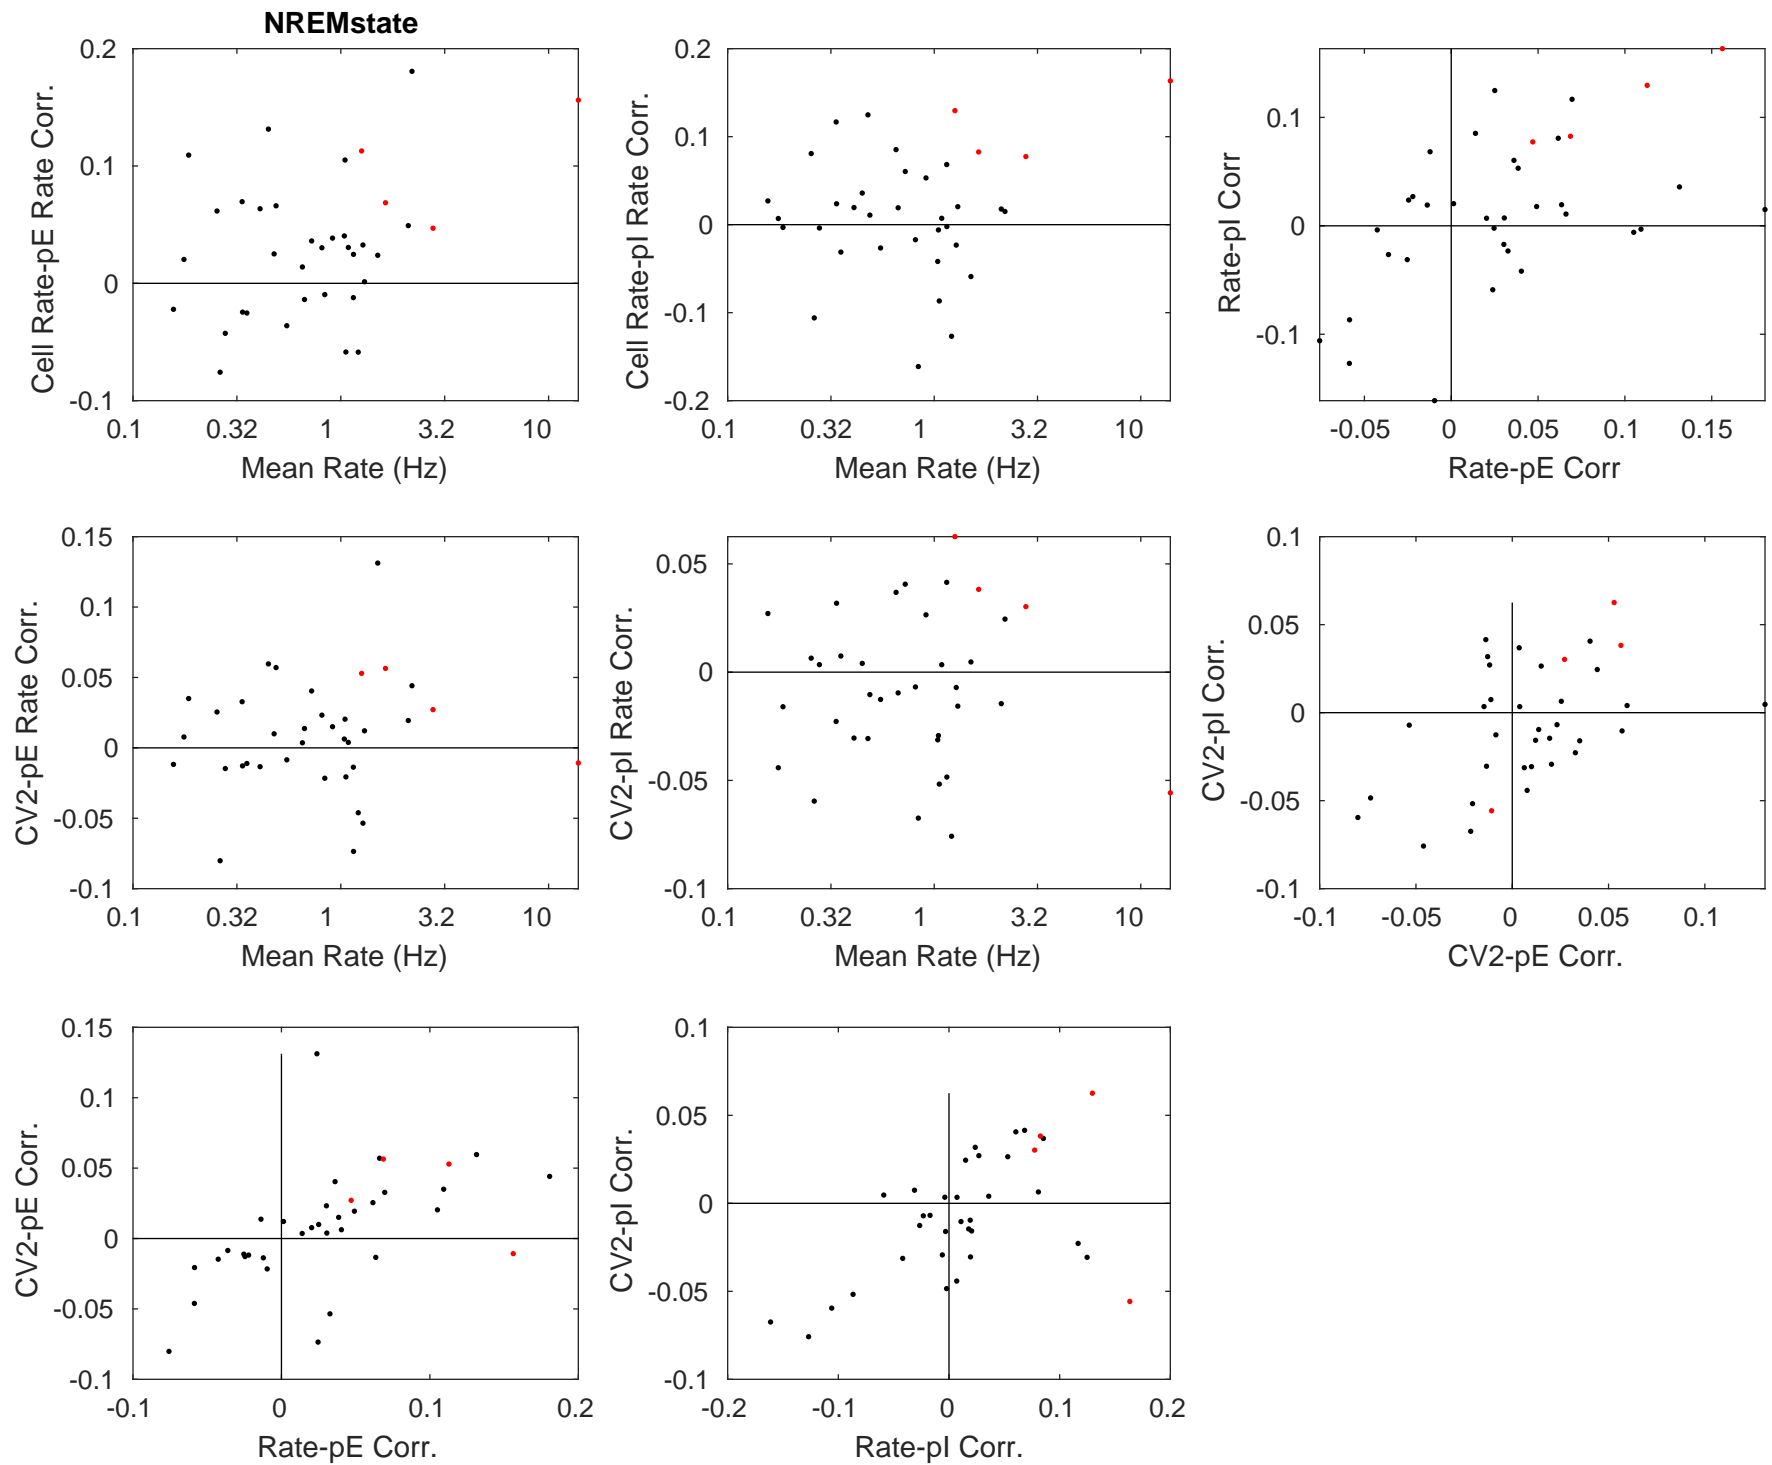 NREMstate
Cell Rate-pE Rate Corr.
0.2
0.1
0
-0.1
0.1 0.32 1 3.2 10
Mean Rate (Hz)
Cell Rate-pI Rate Corr.
0.2
0.1
0
-0.1
-0.2
0.1 0.32 1 3.2 10
Mean Rate (Hz)
Rate-pI Corr
0.1
0
-0.1
-0.05 0 0.05 0.1 0.15
Rate-pE Corr
CV2-pE Rate Corr.
0.15
0.1
0.05
0
-0.05
-0.1
0.1 0.32 1 3.2 10
Mean Rate (Hz)
CV2-pI Rate Corr.
0.05
0
-0.05
-0.1
0.1 0.32 1 3.2 10
Mean Rate (Hz)
CV2-pI Corr.
0.1
0.05
0
-0.05
-0.1
-0.1 -0.05 0 0.05 0.1
CV2-pE Corr.
CV2-pE Corr.
0.15
0.1
0.05
0
-0.05
-0.1
-0.1 0 0.1 0.2
Rate-pE Corr.
CV2-pI Corr.
0.1
0.05
0
-0.05
-0.1
-0.2 -0.1 0 0.1 0.2
Rate-pI Corr.